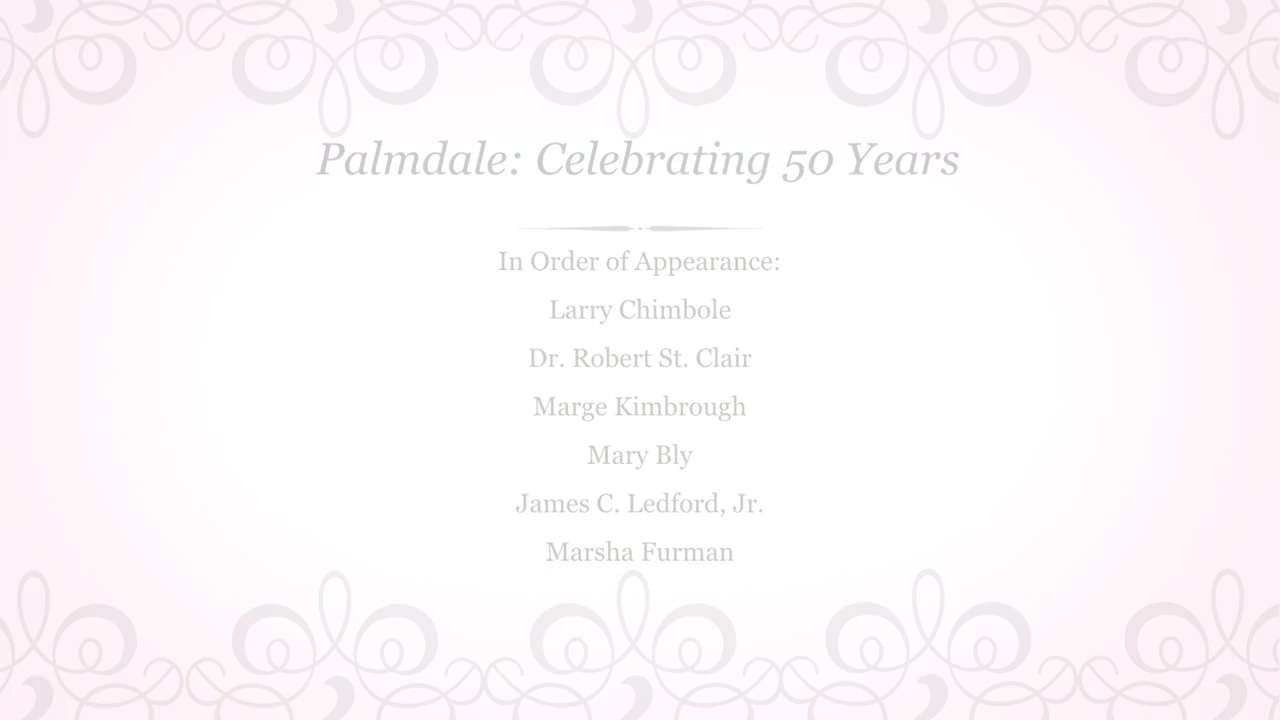 Palmdale: Celebrating 50 Years
In Order of Appearance:
Larry Chimbole
Dr. Robert St. Clair
Marge Kimbrough
Mary Bly
James C. Ledford, Jr.
Marsha Furman